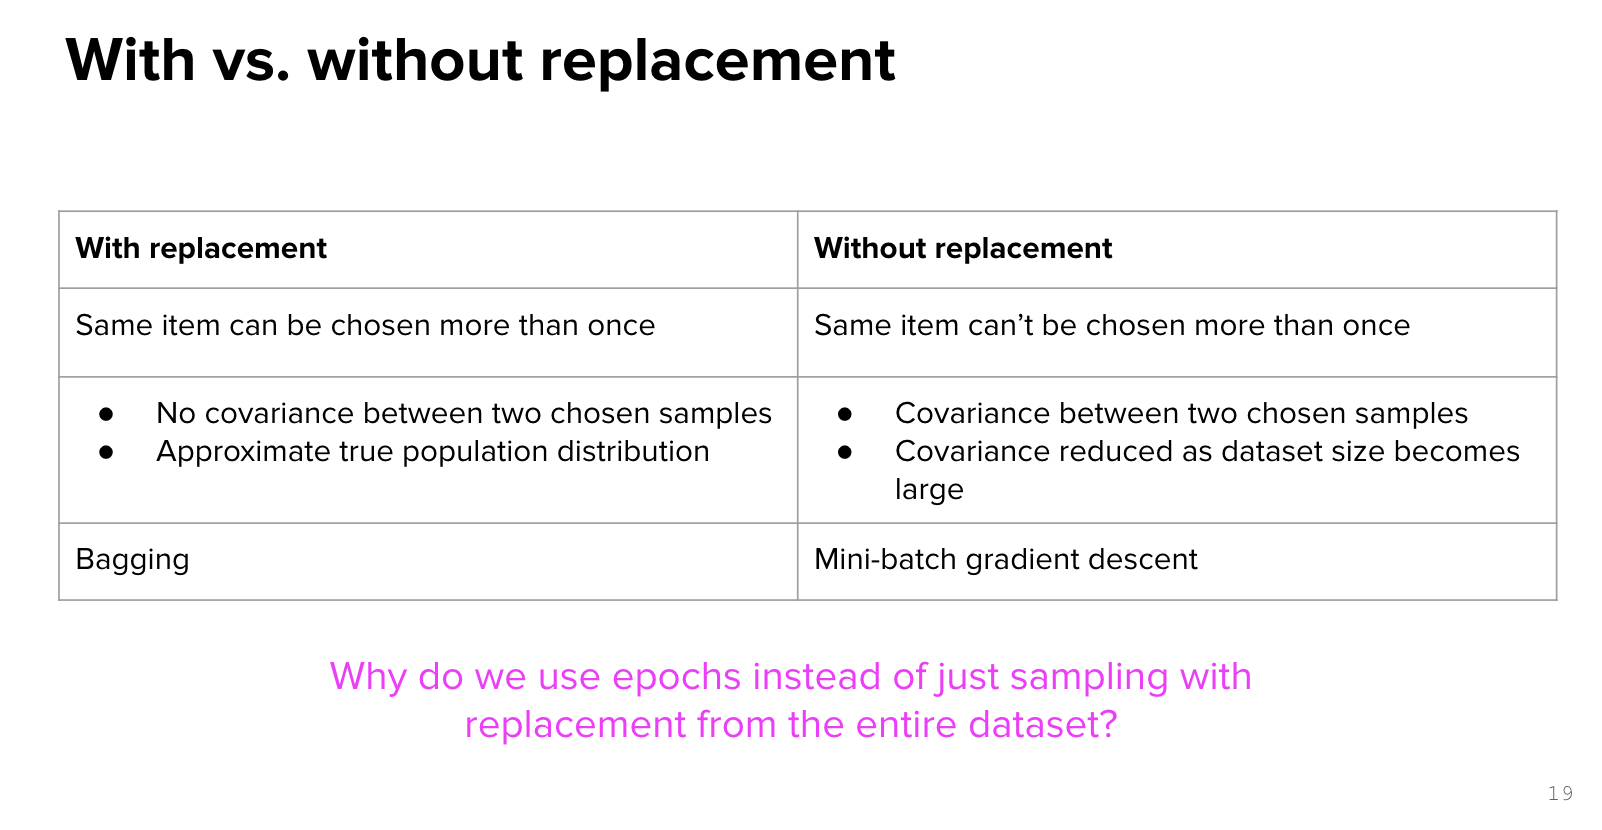 With vs. without replacement
With replacement
Without replacement
Same item can be chosen more than once
Same item can’t be chosen more than once
● No covariance between two chosen samples
● Approximate true population distribution
● Covariance between two chosen samples
● Covariance reduced as dataset size becomes
large
Bagging
Mini-batch gradient descent
Why do we use epochs instead of just sampling with
replacement from the entire dataset?
19